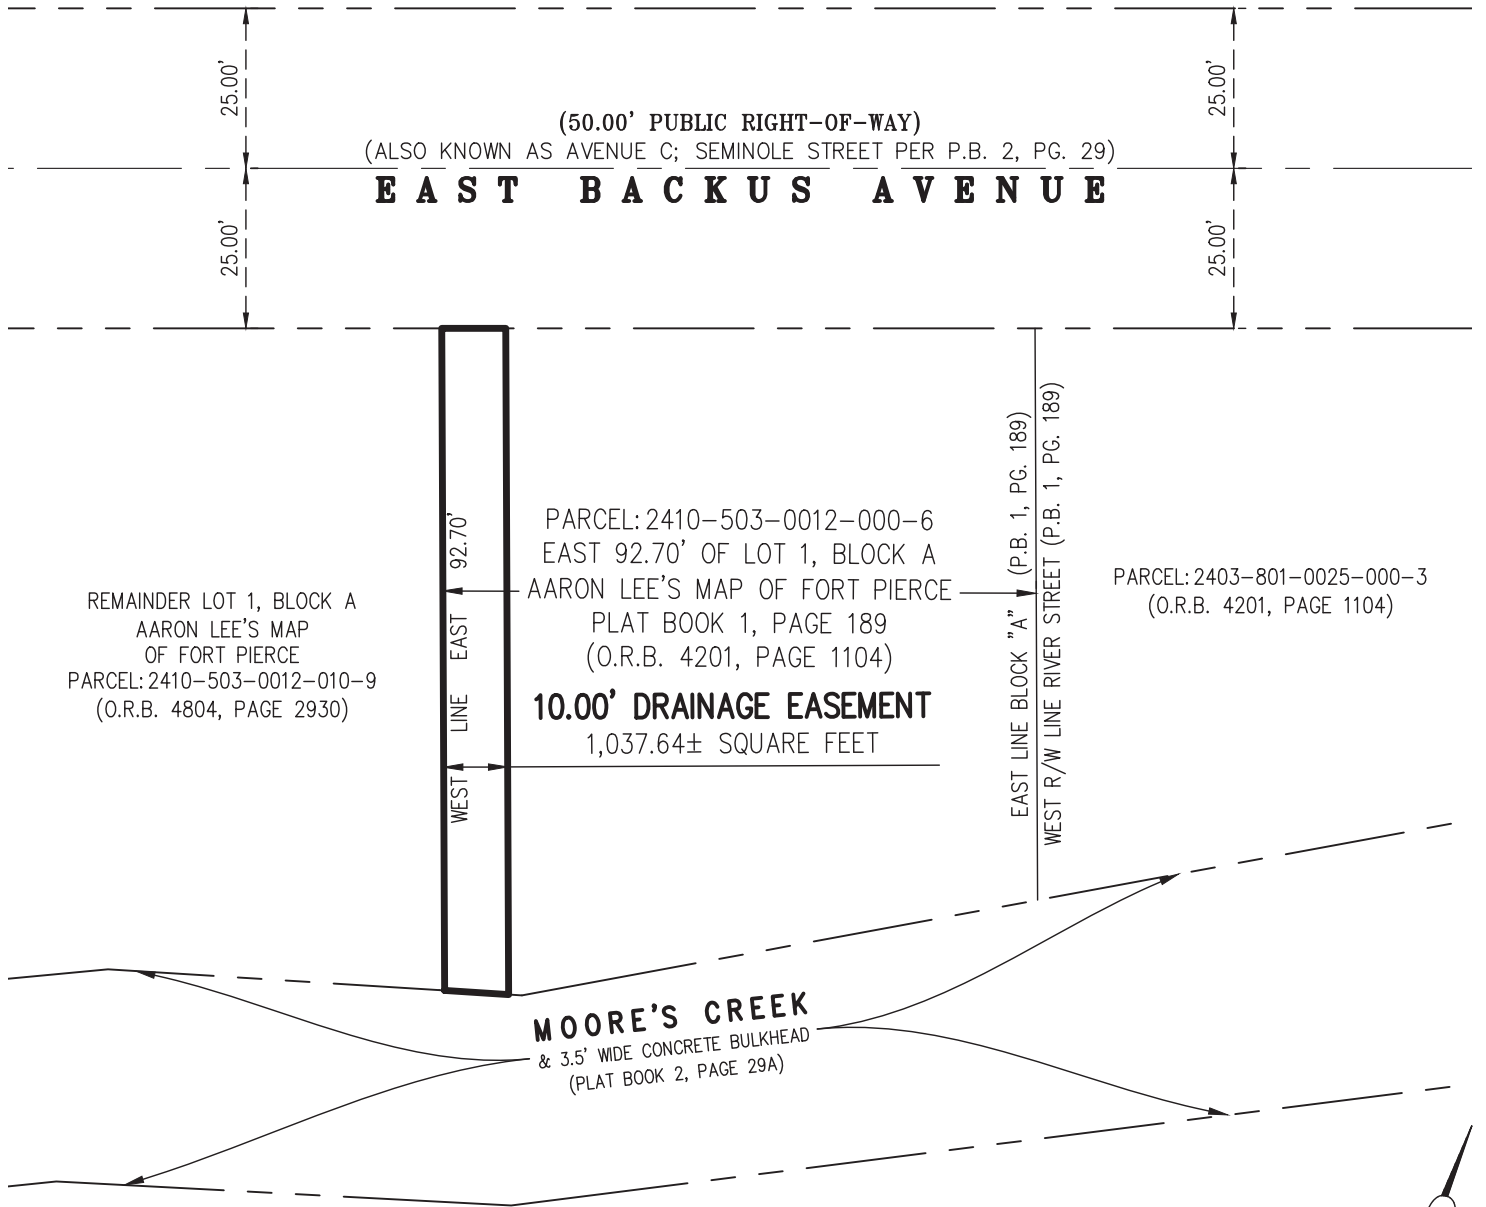 25.00'
25.00'
(50.00' PUBLIC RIGHT-OF-WAY)
(ALSO KNOWN AS AVENUE C; SEMINOLE STREET PER P.B. 2, PG. 29)
EAST BACKUS AVENUE
25.00'
25.00'
WEST LINE EAST 92.70'
PARCEL: 2410-503-0012-000-6
EAST 92.70' OF LOT 1, BLOCK A
AARON LEE'S MAP OF FORT PIERCE
PLAT BOOK 1, PAGE 189
(O.R.B. 4201, PAGE 1104)
10.00' DRAINAGE EASEMENT
1,037.64± SQUARE FEET
EAST LINE BLOCK "A" (P.B. 1, PG. 189)
WEST R/W LINE RIVER STREET (P.B. 1, PG. 189)
PARCEL: 2403-801-0025-000-3
(O.R.B. 4201, PAGE 1104)
REMAINDER LOT 1, BLOCK A
AARON LEE'S MAP
OF FORT PIERCE
PARCEL: 2410-503-0012-010-9
(O.R.B. 4804, PAGE 2930)
MOORE'S CREEK
& 3.5' WIDE CONCRETE BULKHEAD
(PLAT BOOK 2, PAGE 29A)